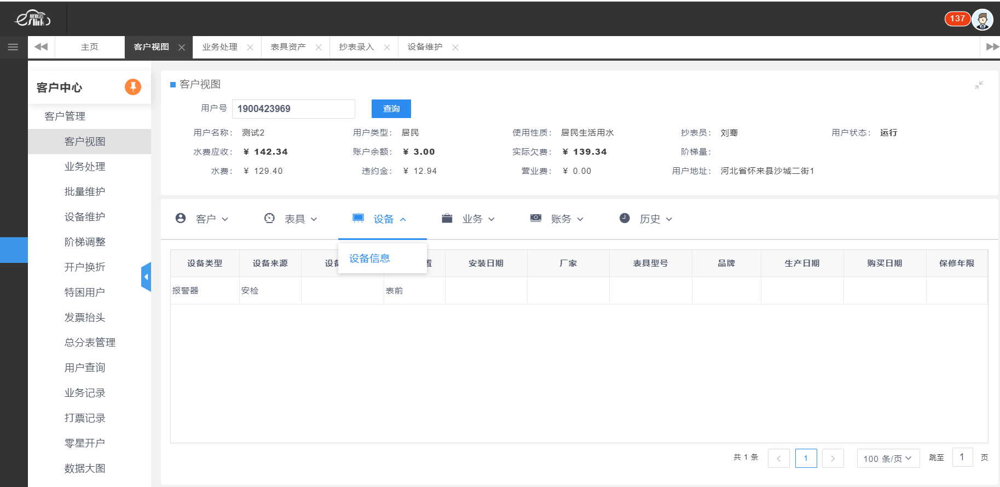 易联云
eslink
137
主页 客户视图 业务处理 表具资产 抄表录入 设备维护
客户中心
客户管理
客户视图
业务处理
批量维护
设备维护
阶梯调整
开户换折
特困用户
发票抬头
总分表管理
用户查询
业务记录
打票记录
零星开户
数据大图
客户视图
用户号 1900423969 查询
用户名称： 测试2 用户类型： 居民 使用性质： 居民生活用水 抄表员： 刘骞 用户状态： 运行
水费应收： ¥ 142.34 账户余额： ¥ 3.00 实际欠费： ¥ 139.34 阶梯量：
水费： ¥ 129.40 违约金： ¥ 12.94 营业费： ¥ 0.00 用户地址： 河北省怀来县沙城二街1
客户 表具 设备 业务 账务 历史
设备信息
设备类型 设备来源 设备 置 安装日期 厂家 表具型号 品牌 生产日期 购买日期 保修年限
报警器 安检 表前
共 1 条 1 100 条/页 跳至 1 页